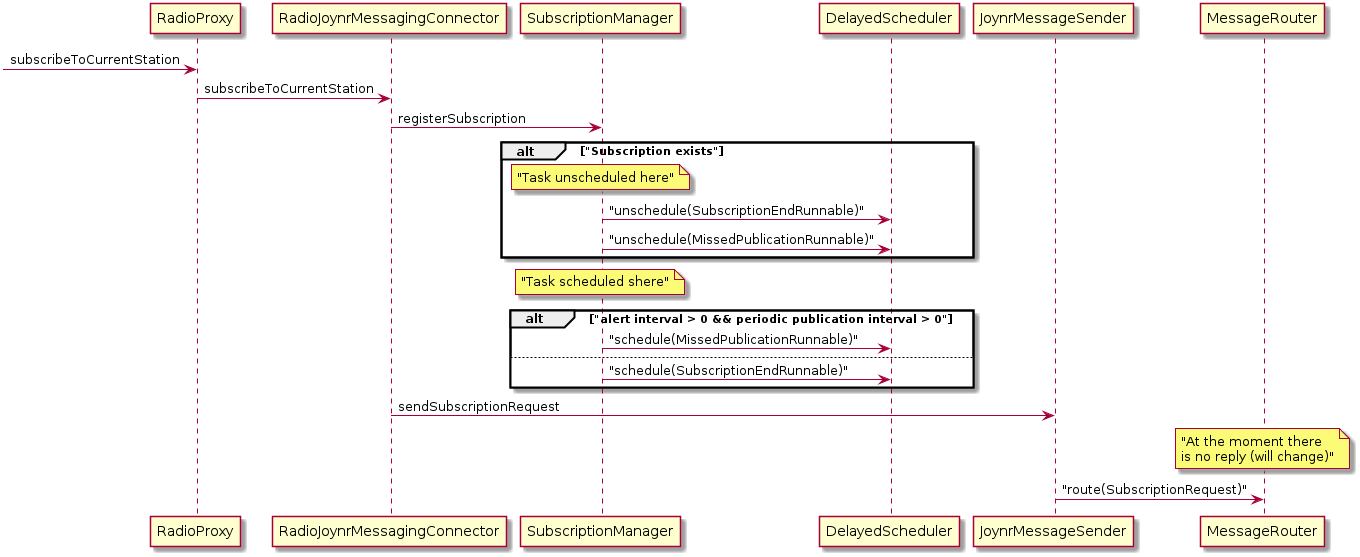 RadioProxy
RadioJoynrMessagingConnector
SubscriptionManager
DelayedScheduler
JoynrMessageSender
MessageRouter
subscribeToCurrentStation
subscribeToCurrentStation
registerSubscription
alt
["Subscription exists"]
"Task unscheduled here"
"unschedule(SubscriptionEndRunnable)"
"unschedule(MissedPublicationRunnable)"
"Task scheduled shere"
alt
["alert interval > 0 && periodic publication interval > 0"]
"schedule(MissedPublicationRunnable)"
"schedule(SubscriptionEndRunnable)"
sendSubscriptionRequest
"At the moment there
is no reply (will change)"
"route(SubscriptionRequest)"
RadioProxy
RadioJoynrMessagingConnector
SubscriptionManager
DelayedScheduler
JoynrMessageSender
MessageRouter